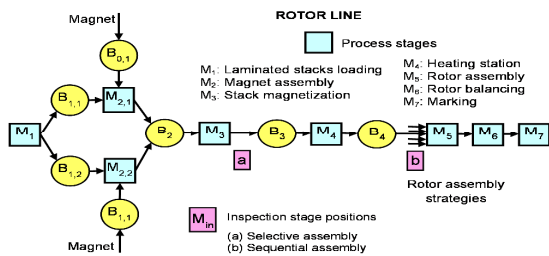 Magnet
ROTOR LINE
Process stages
B0,1
M1: Laminated stacks loading
M2: Magnet assembly
M3: Stack magnetization
M4: Heating station
M5: Rotor assembly
M6: Rotor balancing
M7: Marking
B1,1
M2,1
M1
B2
M3
B3
M4
B4
M5
M6
M7
a
b
B1,2
M2,2
Rotor assembly
strategies
B1,1
Magnet
Min
Inspection stage positions
(a) Selective assembly
(b) Sequential assembly